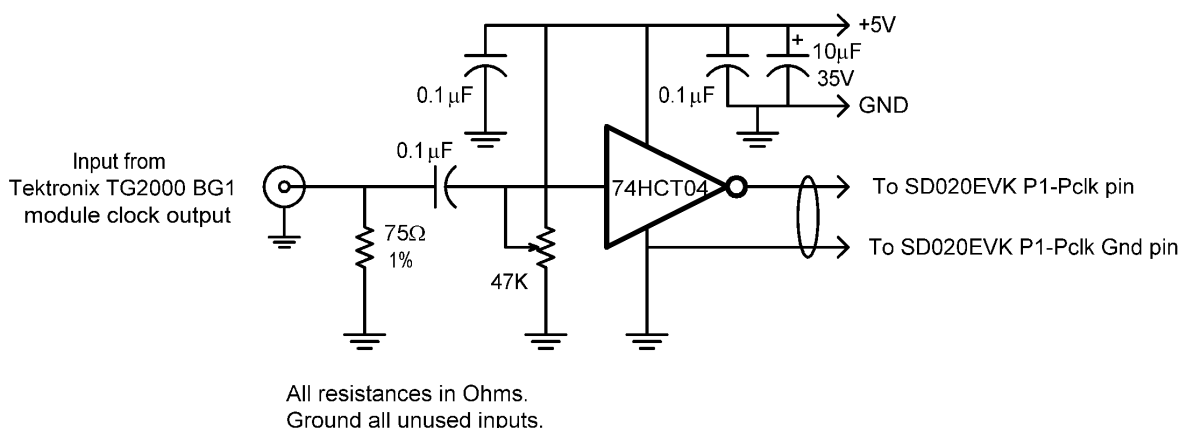 +5V
+
10µF
35V
0.1µF
0.1µF
GND
0.1µF
Input from
Tektronix TG2000 BG1
module clock output
74HCT04
To SD020EVK P1-Pclk pin
75Ω
1%
47K
To SD020EVK P1-Pclk Gnd pin
All resistances in Ohms.
Ground all unused inputs.